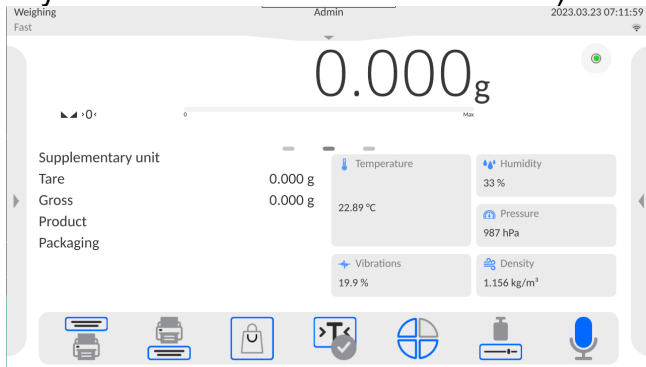 Weighing Admin 2023.03.23 07:11:59
Fast
0.000 g
>0<
0 Max
Supplementary unit
Tare 0.000 g
Gross 0.000 g
Product
Packaging
Temperature
22.89 °C
Humidity
33 %
Pressure
987 hPa
Vibrations
19.9 %
Density
1.156 kg/m³
>T<